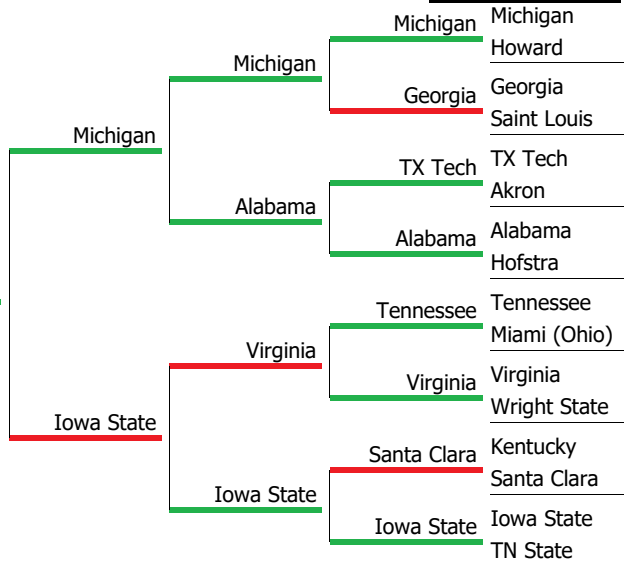 Michigan
Michigan
Howard
Michigan
Georgia
Georgia
Saint Louis
Michigan
TX Tech
TX Tech
Akron
Alabama
Alabama
Alabama
Hofstra
Tennessee
Tennessee
Miami (Ohio)
Virginia
Virginia
Virginia
Wright State
Iowa State
Santa Clara
Kentucky
Santa Clara
Iowa State
Iowa State
Iowa State
TN State